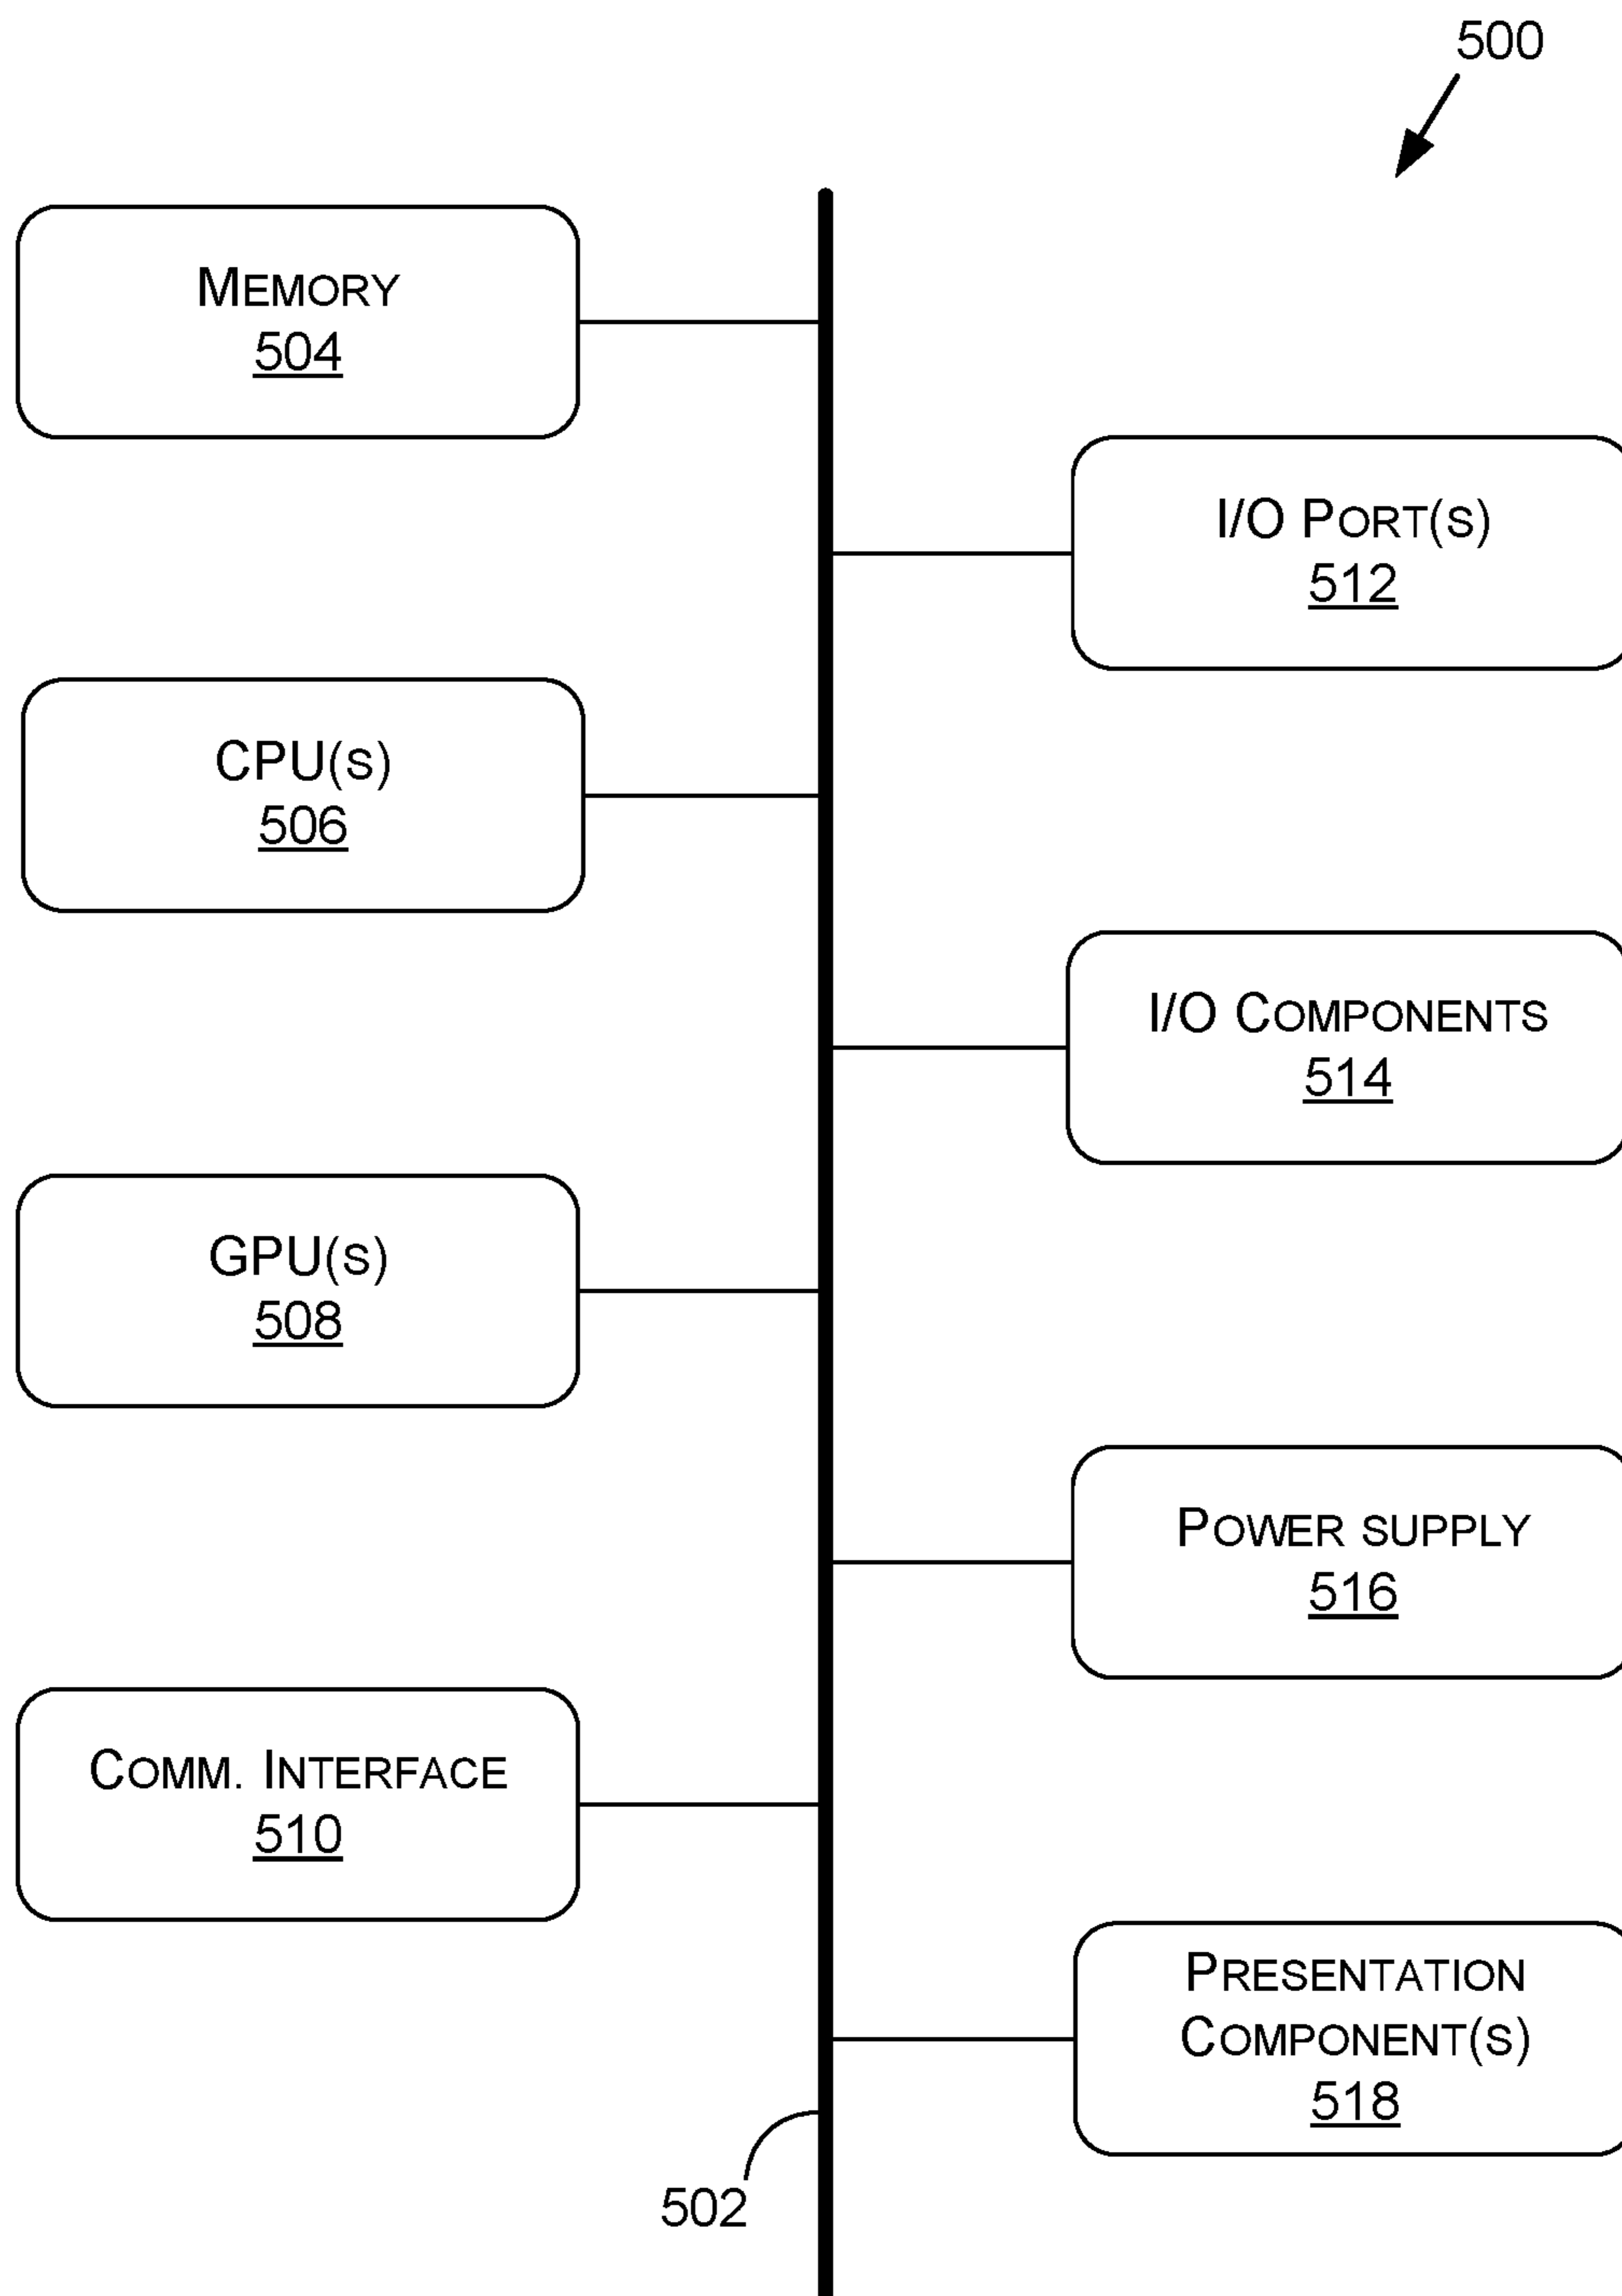 500
MEMORY
504
I/O PORT(S)
512
CPU(S)
506
I/O COMPONENTS
514
GPU(S)
508
POWER SUPPLY
516
COMM. INTERFACE
510
PRESENTATION
COMPONENT(S)
518
502